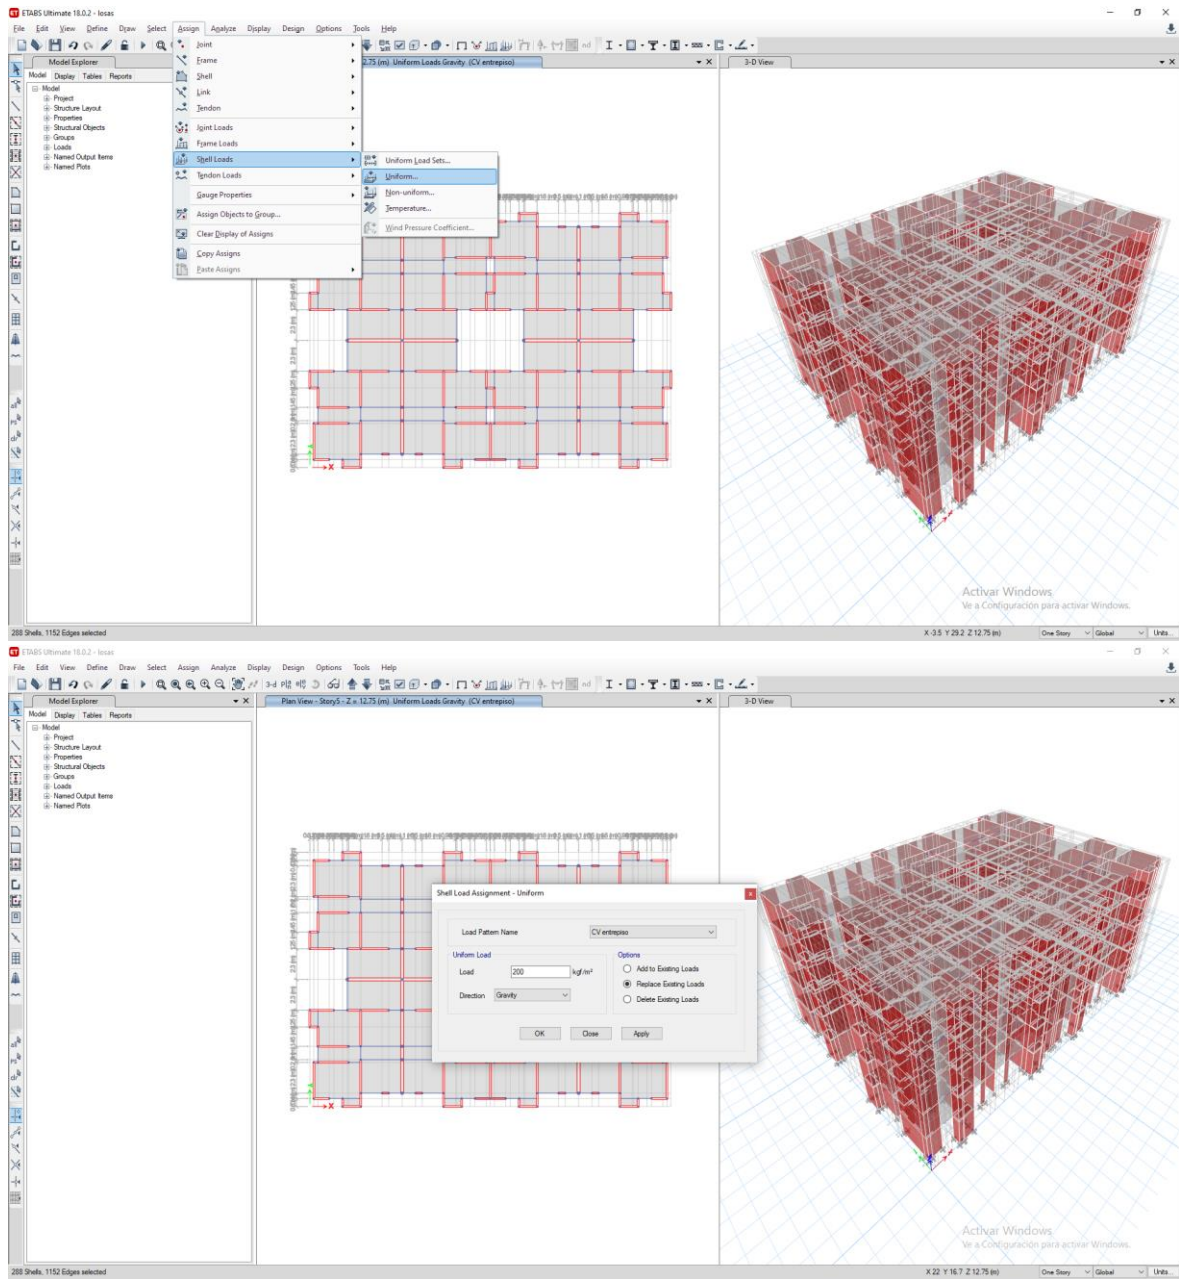 ETABS Ultimate 18.0.2 - losas
File Edit View Define Draw Select Assign Analyze Display Design Options Tools Help
Model Explorer
2.75 (m) Uniform Loads Gravity (CV entrepiso)
3-D View
Model Display Tables Reports
Model
Project
Structure Layout
Properties
Structural Objects
Groups
Loads
Named Output Items
Named Plots
Joint
Frame
Shell
Link
Tendon
Joint Loads
Frame Loads
Shell Loads
Tendon Loads
Gauge Properties
Assign Objects to Group...
Clear Display of Assigns
Copy Assigns
Paste Assigns
Uniform Load Sets...
Uniform...
Non-uniform...
Temperature...
Wind Pressure Coefficient...
nd
X
Activar Windows
Ve a Configuración para activar Windows.
288 Shells, 1152 Edges selected
X -3.5 Y 29.2 Z 12.75 (m)
One Story
Global
Units...
ETABS Ultimate 18.0.2 - losas
File Edit View Define Draw Select Assign Analyze Display Design Options Tools Help
3-d
nd
Model Explorer
Plan View - Story5 - Z = 12.75 (m) Uniform Loads Gravity (CV entrepiso)
3-D View
Model Display Tables Reports
Model
Project
Structure Layout
Properties
Structural Objects
Groups
Loads
Named Output Items
Named Plots
Shell Load Assignment - Uniform
Load Pattern Name
CV entrepiso
Uniform Load
Load
200
kgf/m²
Direction
Gravity
Options
Add to Existing Loads
Replace Existing Loads
Delete Existing Loads
OK
Close
Apply
X
Activar Windows
Ve a Configuración para activar Windows.
288 Shells, 1152 Edges selected
X 22 Y 16.7 Z 12.75 (m)
One Story
Global
Units...